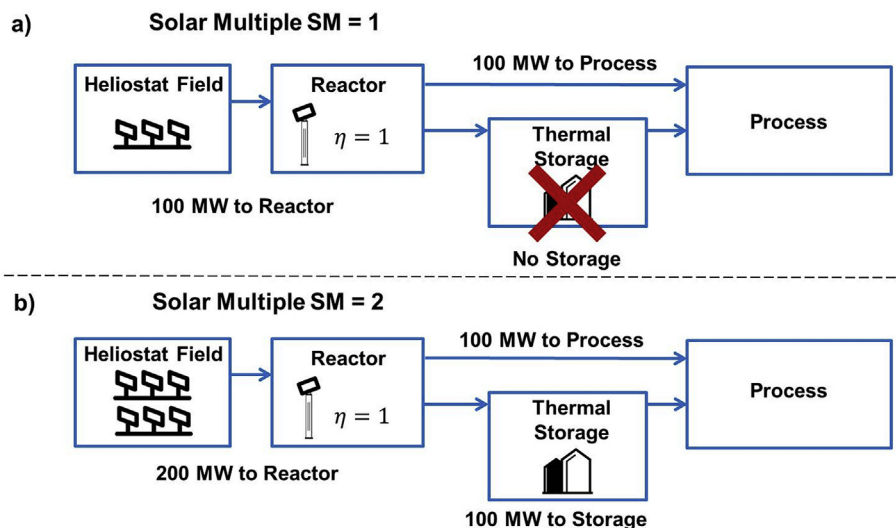 a)
Solar Multiple SM = 1
Heliostat Field
Reactor
η = 1
100 MW to Process
Thermal
Storage
Process
100 MW to Reactor
No Storage
b)
Solar Multiple SM = 2
Heliostat Field
Reactor
η = 1
100 MW to Process
Thermal
Storage
Process
200 MW to Reactor
100 MW to Storage